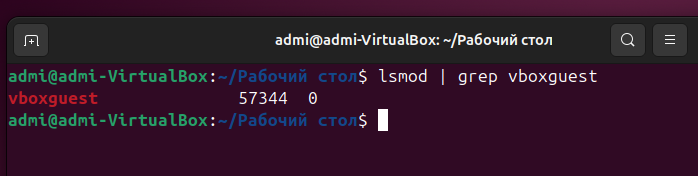 admi@admi-VirtualBox: ~/Рабочий стол
admi@admi-VirtualBox:~/Рабочий стол$ lsmod | grep vboxguest
vboxguest 57344 0
admi@admi-VirtualBox:~/Рабочий стол$